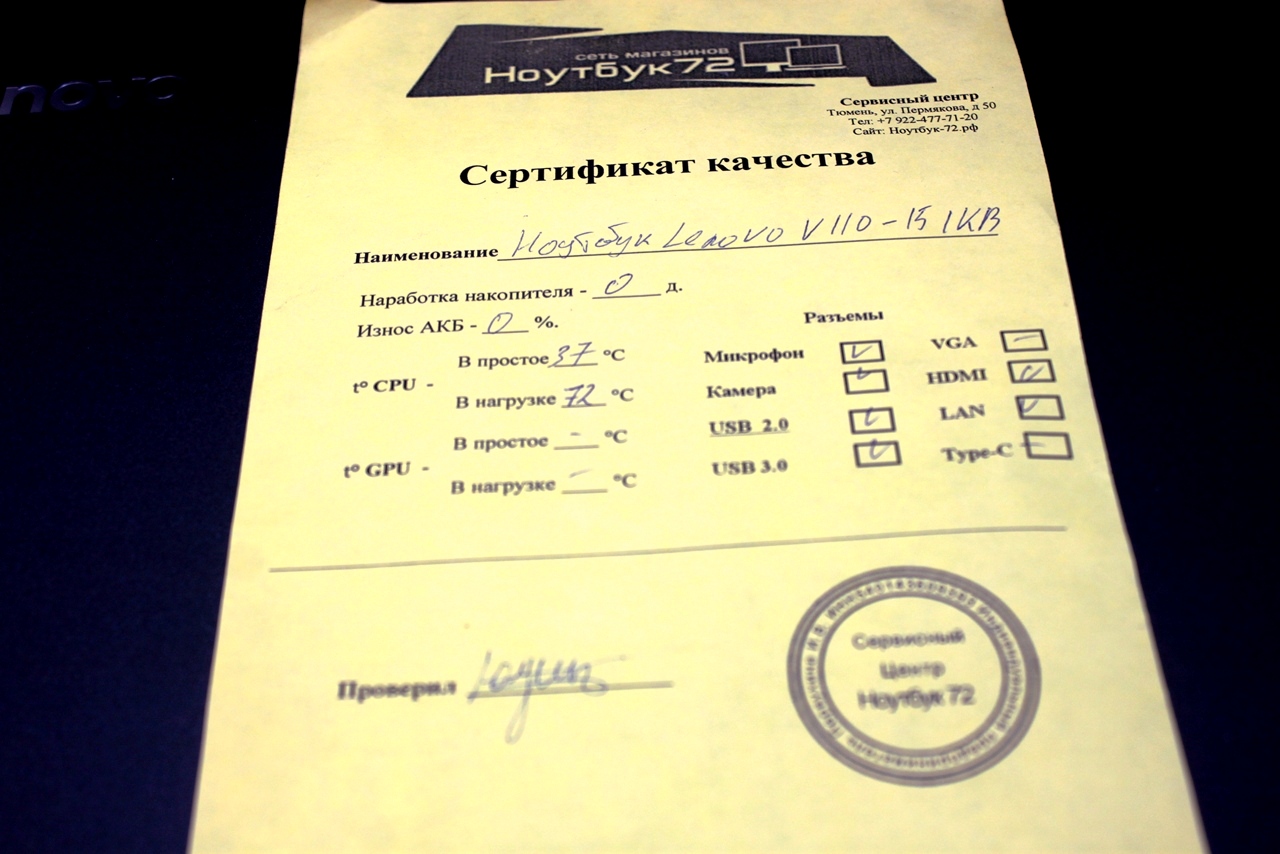 novo
сеть магазинов
Ноутбук72
Сервисный центр
Тюмень, ул. Пермякова, д 50
Тел: +7 922-477-71-20
Сайт: Ноутбук-72.рф
Сертификат качества
Наименование Ноутбук Lenovo V110-15IKB
Наработка накопителя - 0 д.
Износ АКБ - 0 %.
Разъемы
t° CPU - В простое 37 °C
В нагрузке 72 °C
t° GPU - В простое - °C
В нагрузке - °C
Микрофон V VGA -
Камера V HDMI V
USB 2.0 V LAN V
USB 3.0 V Type-C -
Проверил
Сервисный
Центр
Ноутбук 72